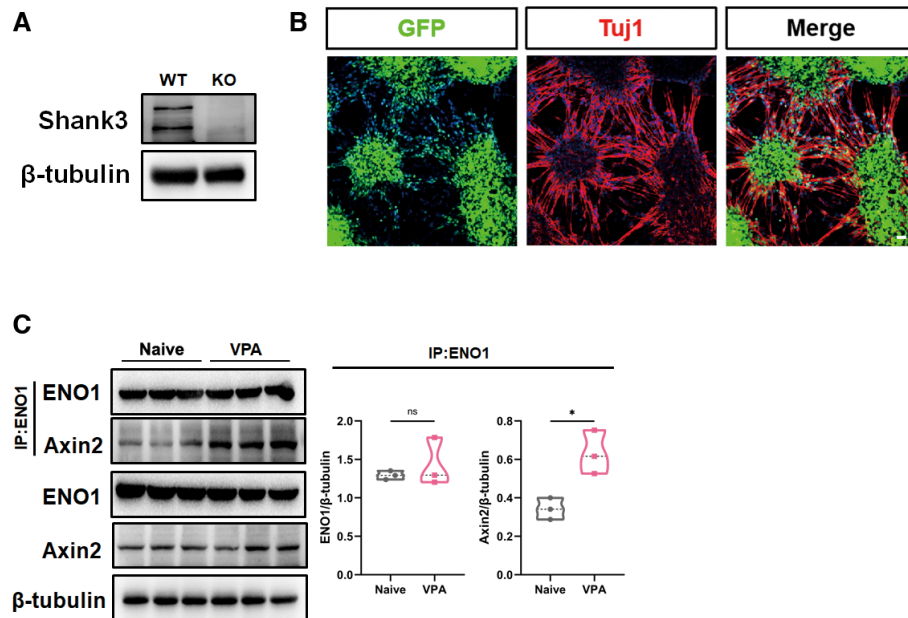 A
WT KO
Shank3
β-tubulin
B
GFP Tuj1 Merge
C
Naive VPA
IP:ENO1
ENO1
Axin2
ENO1
Axin2
β-tubulin
IP:ENO1
ENO1/β-tubulin
2.0
1.5
1.0
0.5
0.0
ns
Naive VPA
Axin2/β-tubulin
0.8
0.6
0.4
0.2
0.0
*
Naive VPA